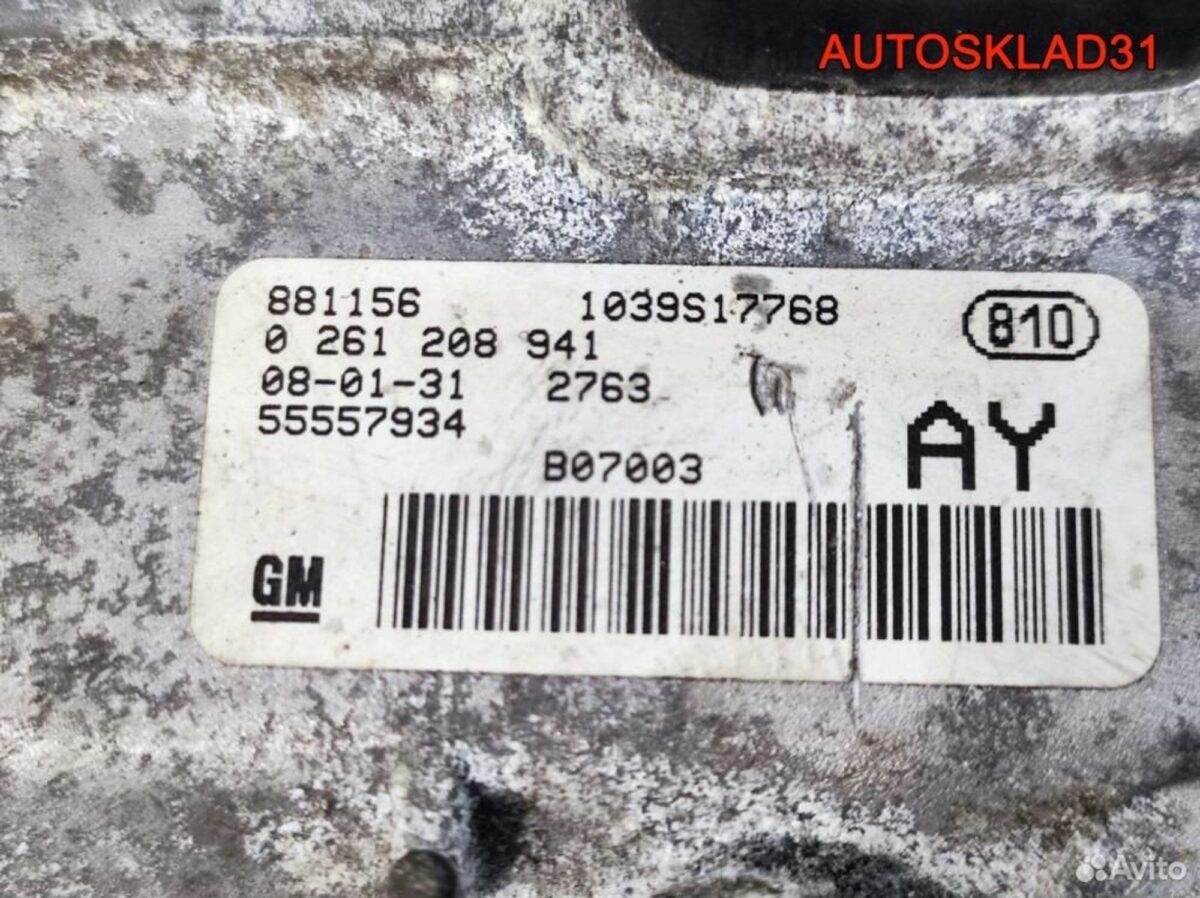 AUTOSKLAD31
881156 1039S17768 810
0 261 208 941
08-01-31 2763
55557934 AY
B07003
GM
Avito